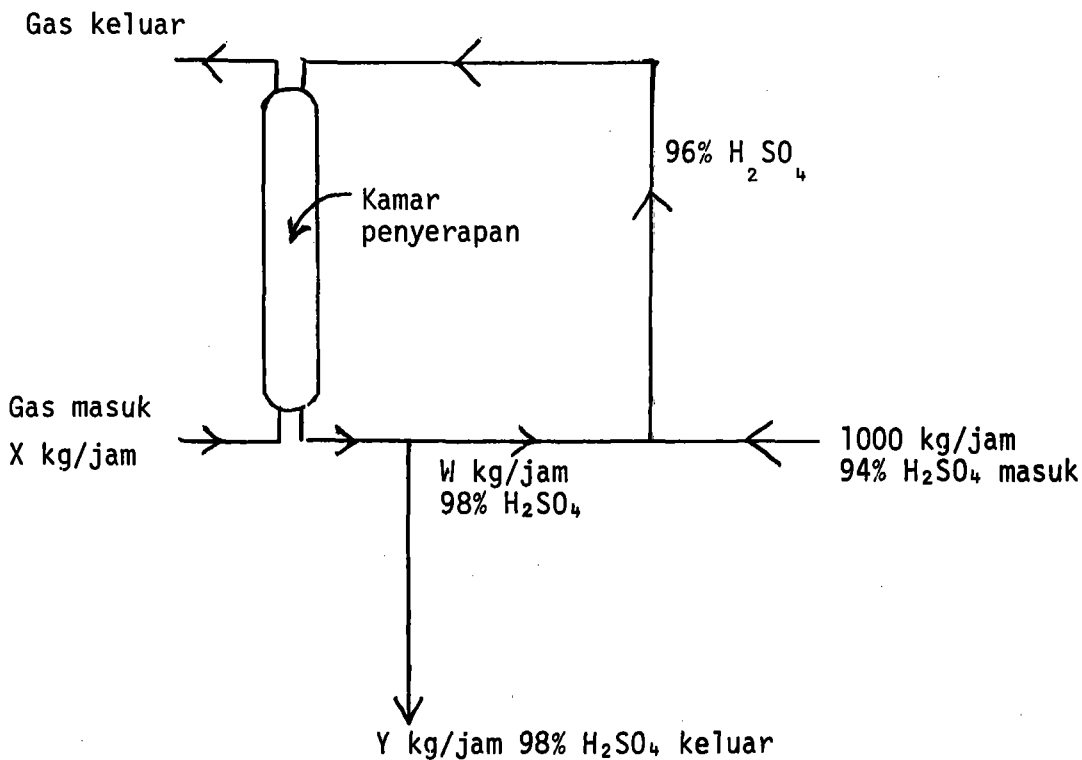 Gas keluar
96% H₂SO₄
Kamar
penyerapan
Gas masuk
X kg/jam
W kg/jam
98% H₂SO₄
1000 kg/jam
94% H₂SO₄ masuk
Y kg/jam 98% H₂SO₄ keluar